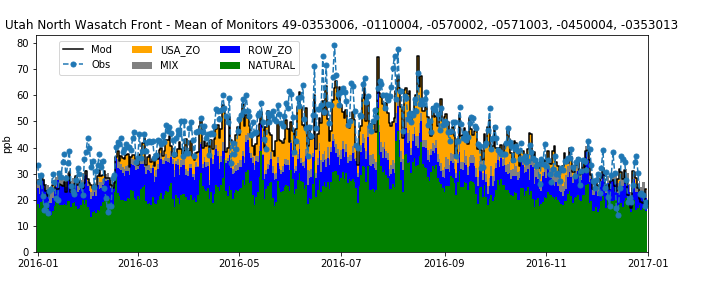 Utah North Wasatch Front - Mean of Monitors 49-0353006, -0110004, -0570002, -0571003, -0450004, -0353013
Mod
Obs
USA_ZO
MIX
ROW_ZO
NATURAL
ppb
80
70
60
50
40
30
20
10
0
2016-01
2016-03
2016-05
2016-07
2016-09
2016-11
2017-01